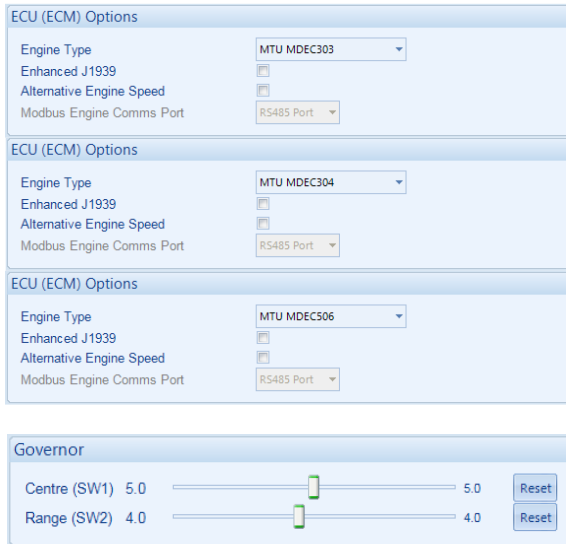 ECU (ECM) Options
Engine Type MTU MDEC303
Enhanced J1939
Alternative Engine Speed
Modbus Engine Comms Port RS485 Port
ECU (ECM) Options
Engine Type MTU MDEC304
Enhanced J1939
Alternative Engine Speed
Modbus Engine Comms Port RS485 Port
ECU (ECM) Options
Engine Type MTU MDEC506
Enhanced J1939
Alternative Engine Speed
Modbus Engine Comms Port RS485 Port
Governor
Centre (SW1) 5.0 5.0 Reset
Range (SW2) 4.0 4.0 Reset